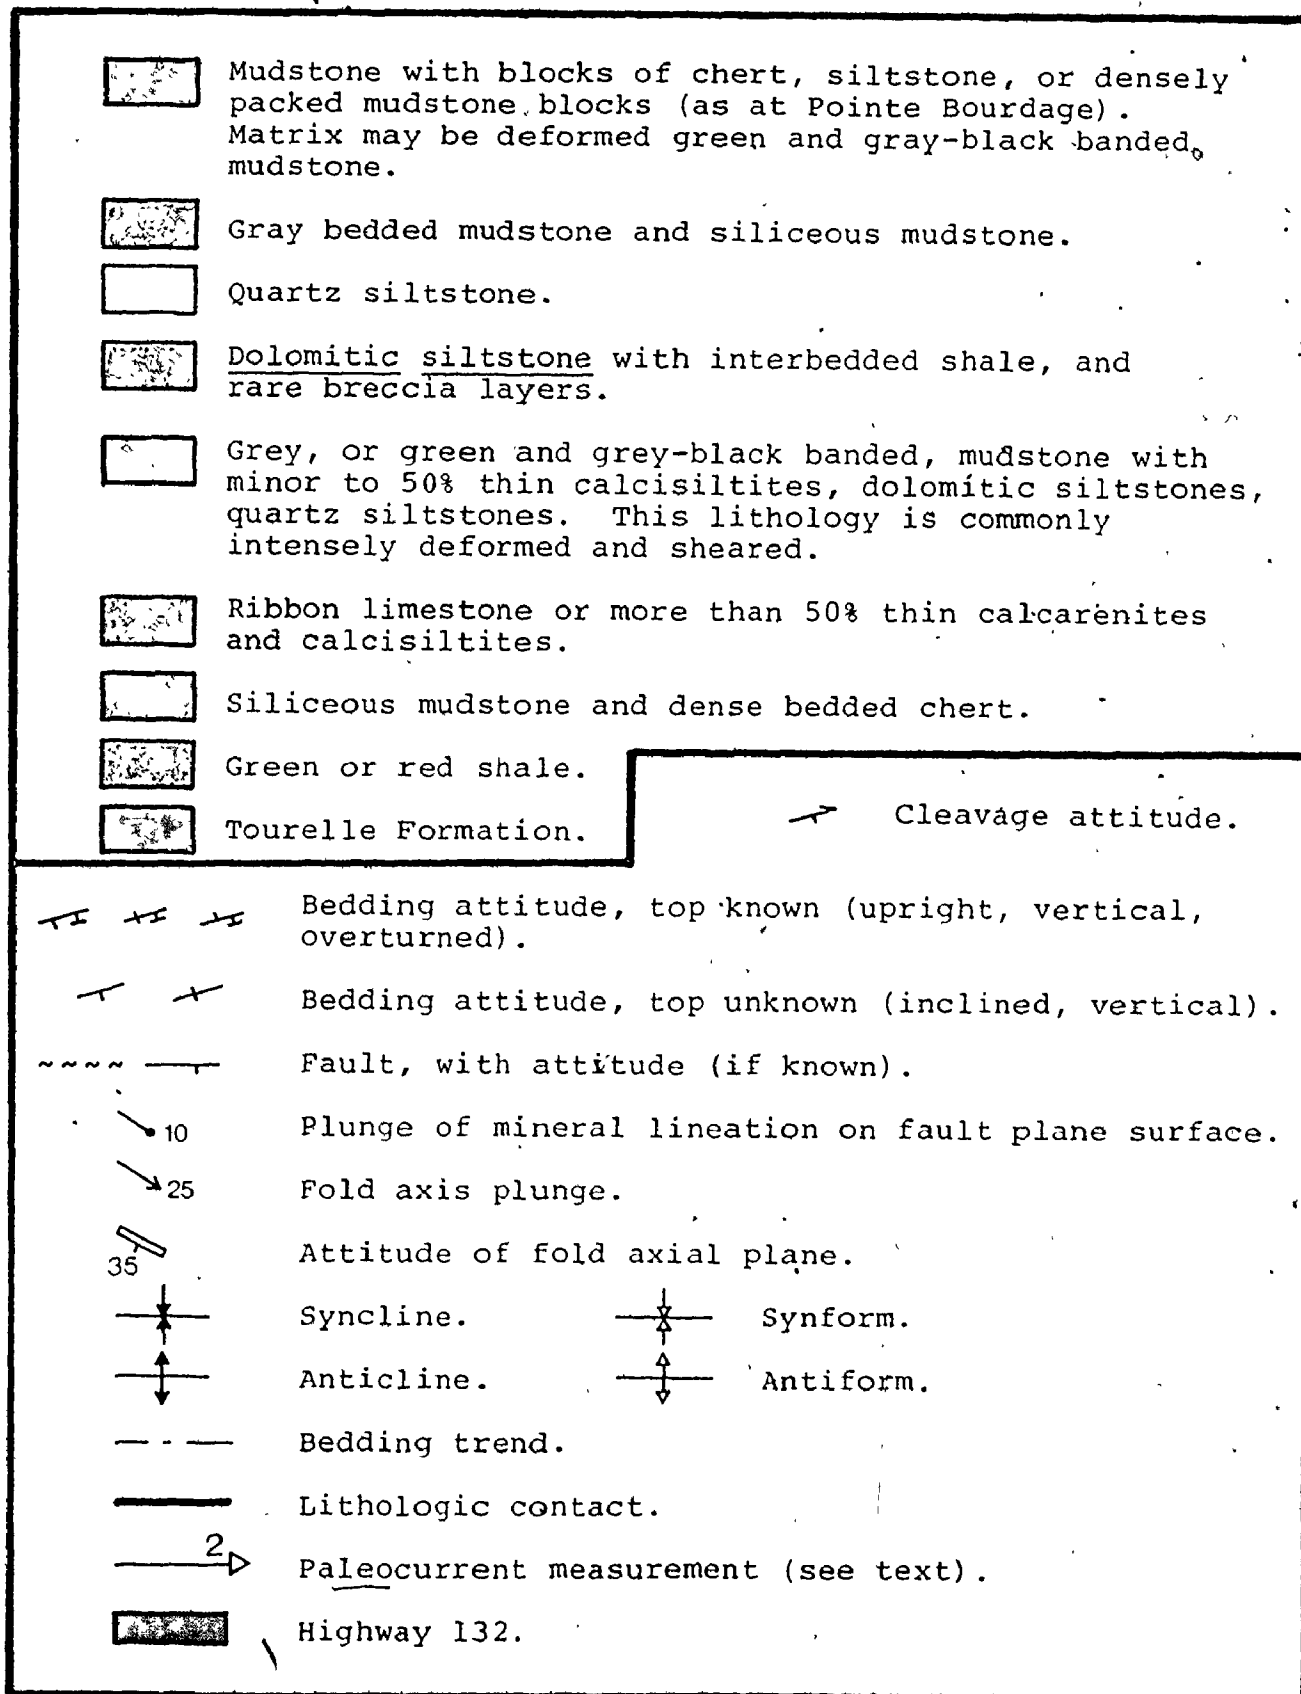 Mudstone with blocks of chert, siltstone, or densely
packed mudstone blocks (as at Pointe Bourdage).
Matrix may be deformed green and gray-black banded
mudstone.
Gray bedded mudstone and siliceous mudstone.
Quartz siltstone.
Dolomitic siltstone with interbedded shale, and
rare breccia layers.
Grey, or green and grey-black banded, mudstone with
minor to 50% thin calcisiltites, dolomitic siltstones,
quartz siltstones. This lithology is commonly
intensely deformed and sheared.
Ribbon limestone or more than 50% thin calcarenites
and calcisiltites.
Siliceous mudstone and dense bedded chert.
Green or red shale.
Tourelle Formation.
Cleavage attitude.
Bedding attitude, top known (upright, vertical,
overturned).
Bedding attitude, top unknown (inclined, vertical).
Fault, with attitude (if known).
10 Plunge of mineral lineation on fault plane surface.
25 Fold axis plunge.
35 Attitude of fold axial plane.
Syncline. Synform.
Anticline. Antiform.
Bedding trend.
Lithologic contact.
2 Paleocurrent measurement (see text).
Highway 132.